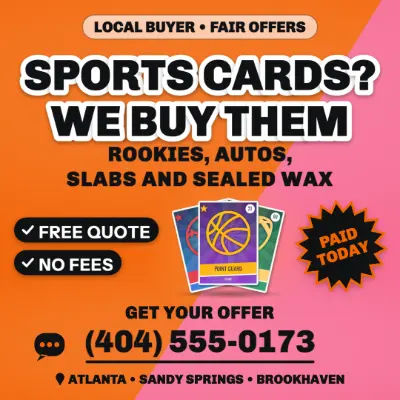 LOCAL BUYER • FAIR OFFERS
SPORTS CARDS?
WE BUY THEM
ROOKIES, AUTOS,
SLABS AND SEALED WAX
FREE QUOTE
NO FEES
POINT GUARD
PAID
TODAY
GET YOUR OFFER
(404) 555-0173
ATLANTA • SANDY SPRINGS • BROOKHAVEN